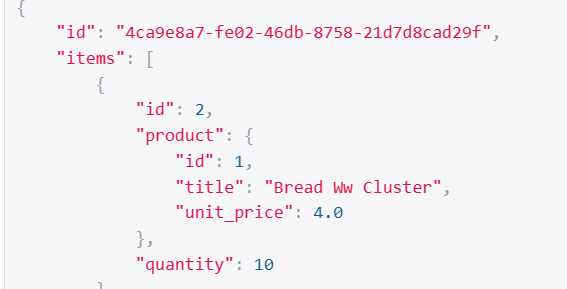 {
    "id": "4ca9e8a7-fe02-46db-8758-21d7d8cad29f",
    "items": [
        {
            "id": 2,
            "product": {
                "id": 1,
                "title": "Bread Ww Cluster",
                "unit_price": 4.0
            },
            "quantity": 10
        }